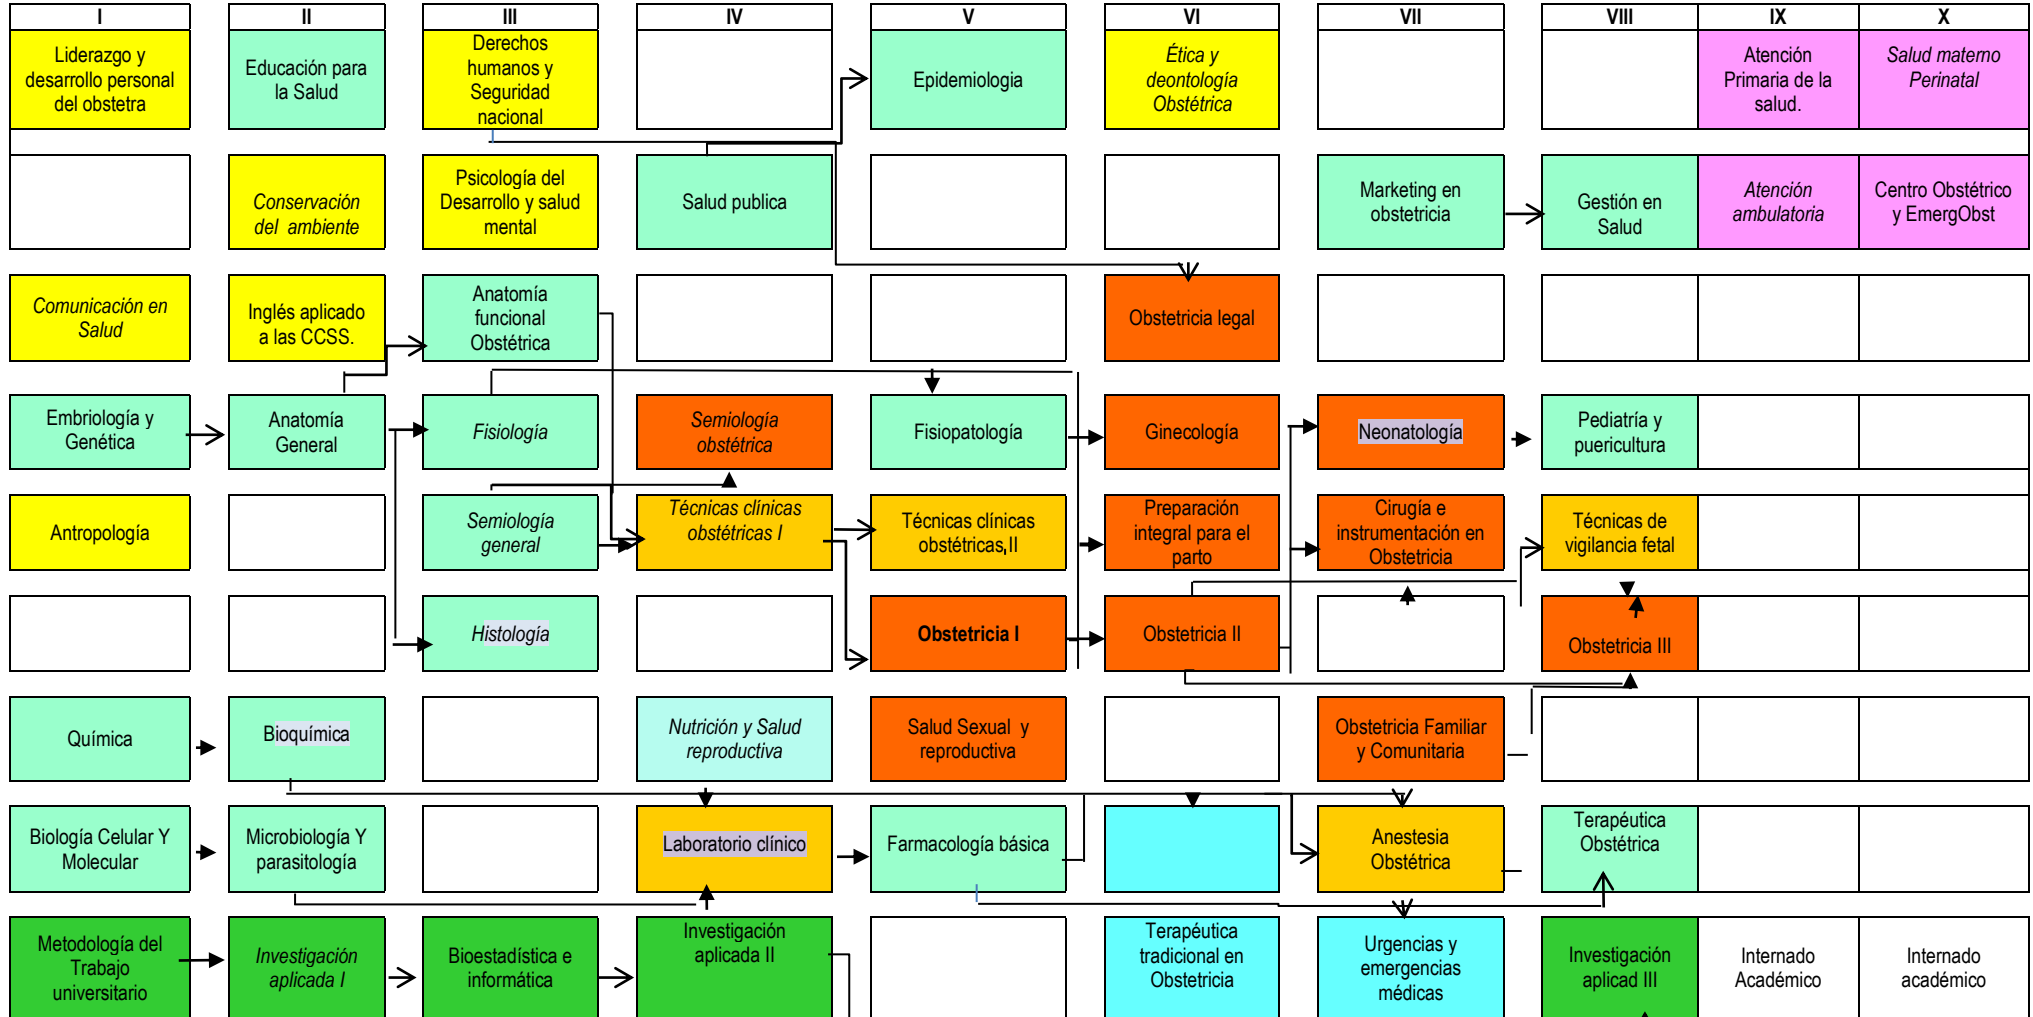 I
II
III
IV
V
VI
VII
VIII
IX
X
Liderazgo y
desarrollo personal
del obstetra
Educación para
la Salud
Derechos
humanos y
Seguridad
nacional
Epidemiologia
Ética y
deontología
Obstétrica
Atención
Primaria de la
salud.
Salud materno
Perinatal
Conservación
del ambiente
Psicología del
Desarrollo y salud
mental
Salud publica
Marketing en
obstetricia
Gestión en
Salud
Atención
ambulatoria
Centro Obstétrico
y EmergObst
Comunicación en
Salud
Inglés aplicado
a las CCSS.
Anatomía
funcional
Obstétrica
Obstetricia legal
Embriología y
Genética
Anatomía
General
Fisiología
Semiología
obstétrica
Fisiopatología
Ginecología
Neonatología
Pediatría y
puericultura
Antropología
Semiología
general
Técnicas clínicas
obstétricas I
Técnicas clínicas
obstétricas, II
Preparación
integral para el
parto
Cirugía e
instrumentación en
Obstetricia
Técnicas de
vigilancia fetal
Histología
Obstetricia I
Obstetricia II
Obstetricia III
Química
Bioquímica
Nutrición y Salud
reproductiva
Salud Sexual y
reproductiva
Obstetricia Familiar
y Comunitaria
Biología Celular Y
Molecular
Microbiología Y
parasitología
Laboratorio clínico
Farmacología básica
Anestesia
Obstétrica
Terapéutica
Obstétrica
Metodología del
Trabajo
universitario
Investigación
aplicada I
Bioestadística e
informática
Investigación
aplicada II
Terapéutica
tradicional en
Obstetricia
Urgencias y
emergencias
médicas
Investigación
aplicad III
Internado
Académico
Internado
académico